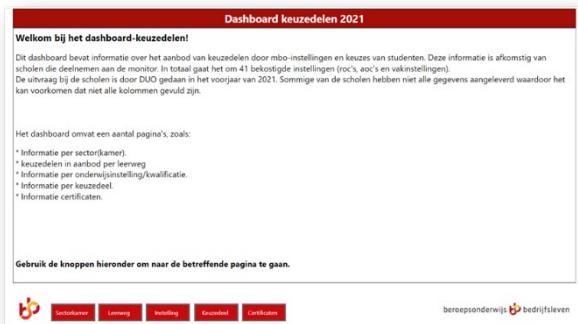 Dashboard keuzedelen 2021
Welkom bij het dashboard-keuzedelen!
Dit dashboard bevat informatie over het aanbod van keuzedelen door mbo-instellingen en keuzes van studenten. Deze informatie is afkomstig van
scholen die deelnemen aan de monitor. In totaal gaat het om 41 bekostigde instellingen (roc's, aoc's en vakinstellingen).
De uitvraag bij de scholen is door DUO gedaan in het voorjaar van 2021. Sommige van de scholen hebben niet alle gegevens aangeleverd waardoor het
kan voorkomen dat niet alle kolommen gevuld zijn.
Het dashboard omvat een aantal pagina's, zoals:
* Informatie per sector(kamer).
* keuzedelen in aanbod per leerweg
* Informatie per onderwijsinstelling/kwalificatie.
* Informatie per keuzedeel.
* Informatie certificaten.
Gebruik de knoppen hieronder om naar de betreffende pagina te gaan.
Sectorkamer Leerweg Instelling Keuzedeel Certificaten beroepsonderwijs bedrijfsleven